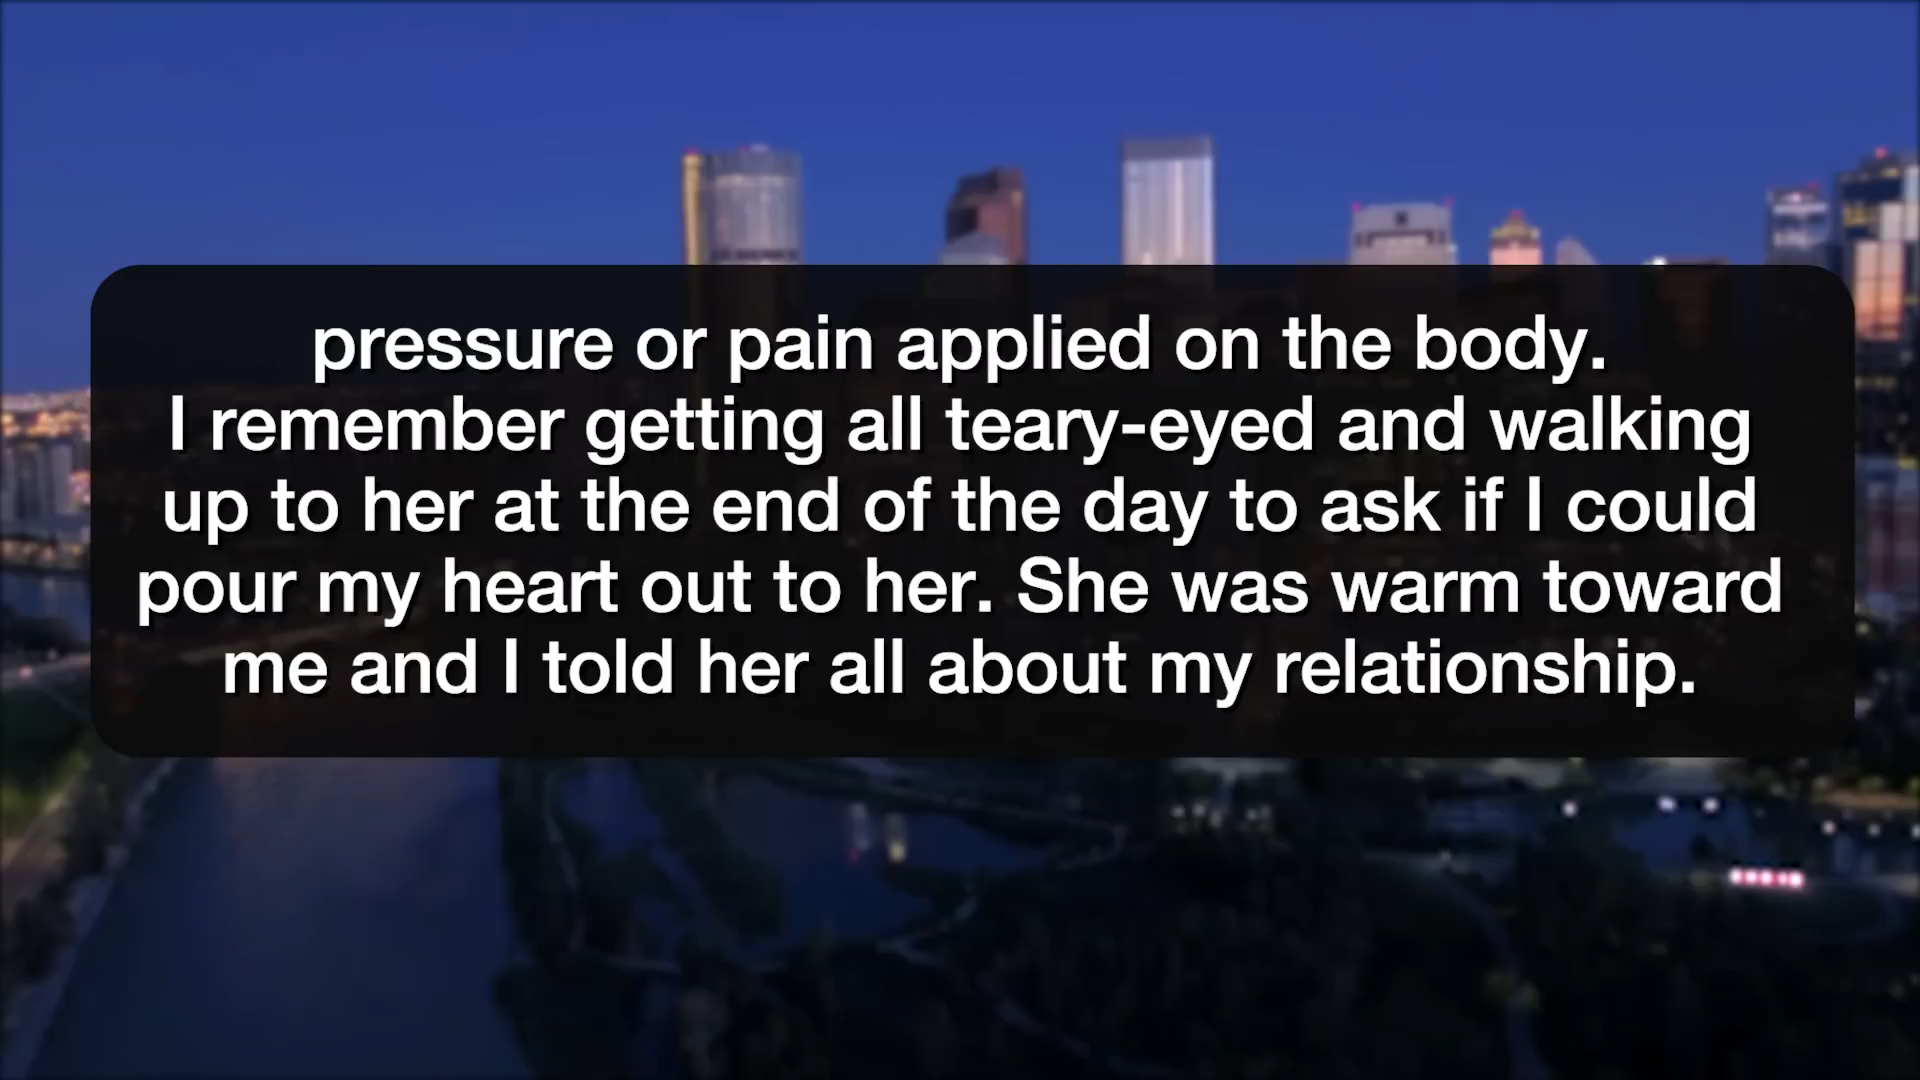 pressure or pain applied on the body.
I remember getting all teary-eyed and walking
up to her at the end of the day to ask if I could
pour my heart out to her. She was warm toward
me and I told her all about my relationship.